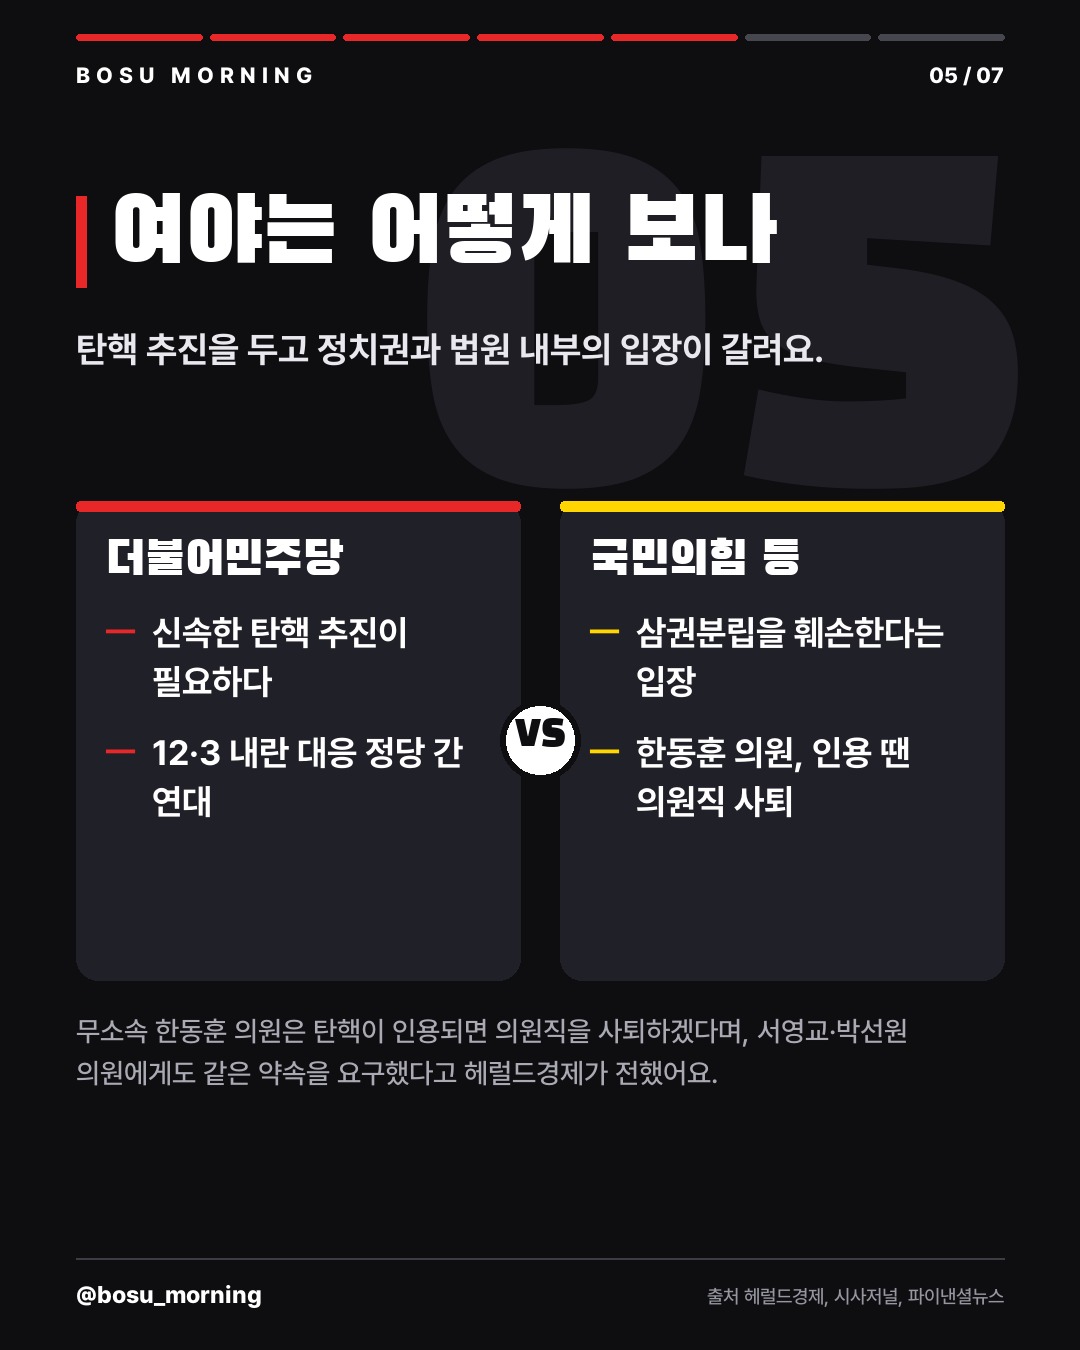 BOSU MORNING
05 / 07
05
여야는 어떻게 보나
탄핵 추진을 두고 정치권과 법원 내부의 입장이 갈려요.
더불어민주당
— 신속한 탄핵 추진이
필요하다
— 12·3 내란 대응 정당 간
연대
VS
국민의힘 등
— 삼권분립을 훼손한다는
입장
— 한동훈 의원, 인용 땐
의원직 사퇴
무소속 한동훈 의원은 탄핵이 인용되면 의원직을 사퇴하겠다며, 서영교·박선원
의원에게도 같은 약속을 요구했다고 헤럴드경제가 전했어요.
@bosu_morning
출처 헤럴드경제, 시사저널, 파이낸셜뉴스